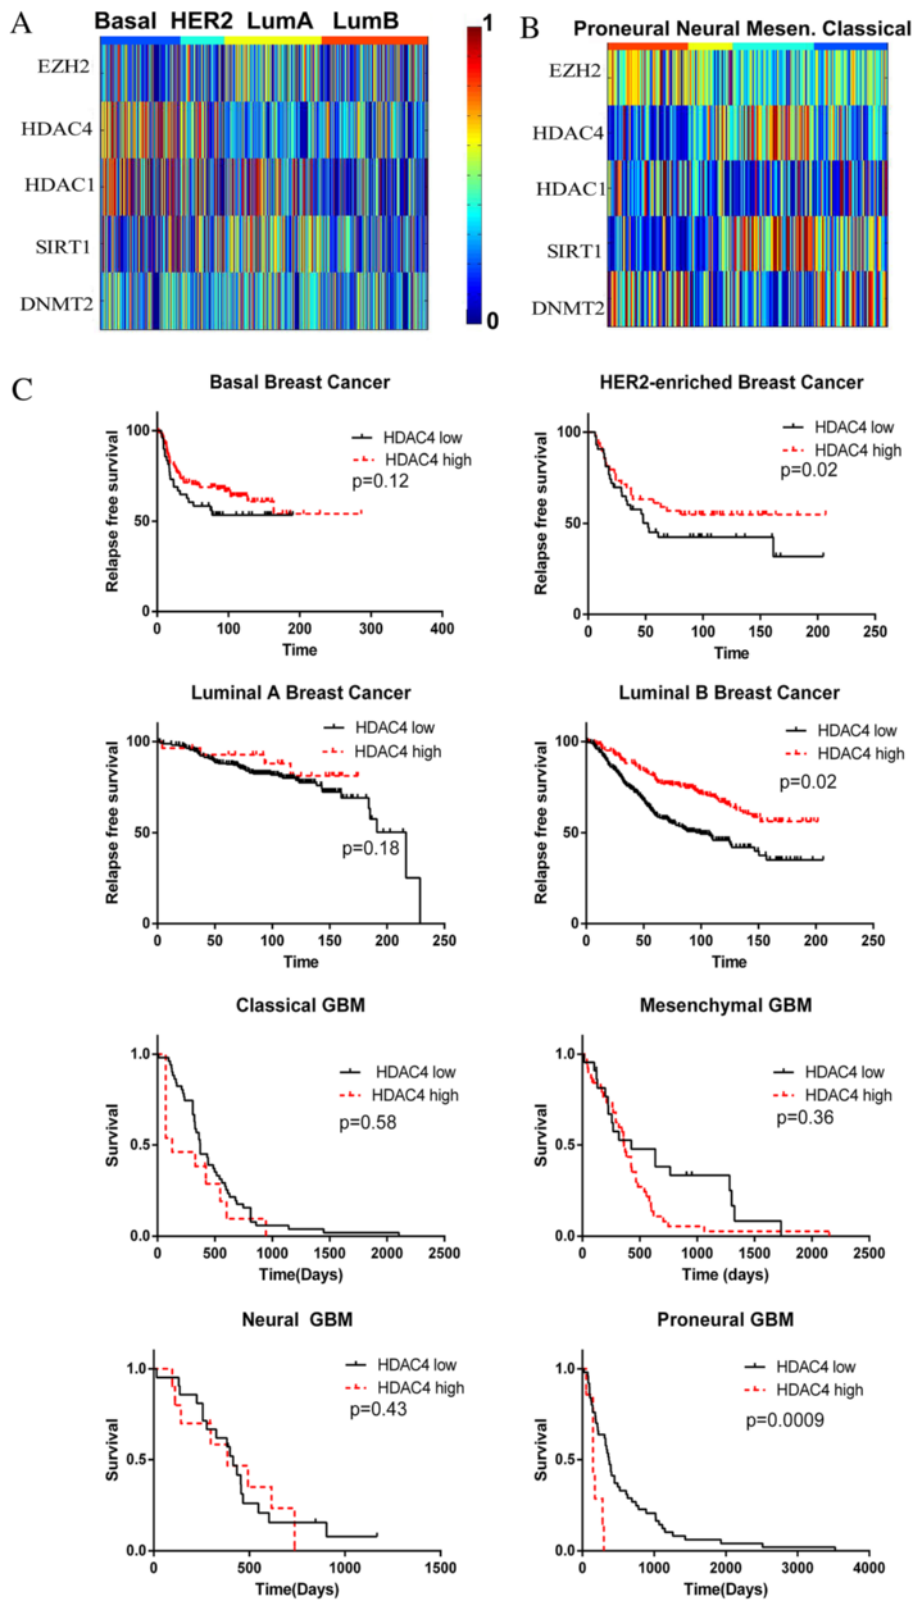 A
Basal HER2 LumA LumB
EZH2
HDAC4
HDAC1
SIRT1
DNMT2
1
0
B
Proneural Neural Mesen. Classical
EZH2
HDAC4
HDAC1
SIRT1
DNMT2
C
Basal Breast Cancer
Relapse free survival
100
50
0
0 100 200 300 400
Time
HDAC4 low
HDAC4 high
p=0.12
HER2-enriched Breast Cancer
Relapse free survival
100
50
0
0 50 100 150 200 250
Time
HDAC4 low
HDAC4 high
p=0.02
Luminal A Breast Cancer
Relapse free survival
100
50
0
0 50 100 150 200 250
Time
HDAC4 low
HDAC4 high
p=0.18
Luminal B Breast Cancer
Relapse free survival
100
50
0
0 50 100 150 200 250
Time
HDAC4 low
HDAC4 high
p=0.02
Classical GBM
Survival
1.0
0.5
0.0
0 500 1000 1500 2000 2500
Time(Days)
HDAC4 low
HDAC4 high
p=0.58
Mesenchymal GBM
Survival
1.0
0.5
0.0
0 500 1000 1500 2000 2500
Time (days)
HDAC4 low
HDAC4 high
p=0.36
Neural GBM
Survival
1.0
0.5
0.0
0 500 1000 1500
Time(Days)
HDAC4 low
HDAC4 high
p=0.43
Proneural GBM
Survival
1.0
0.5
0.0
0 1000 2000 3000 4000
Time(Days)
HDAC4 low
HDAC4 high
p=0.0009